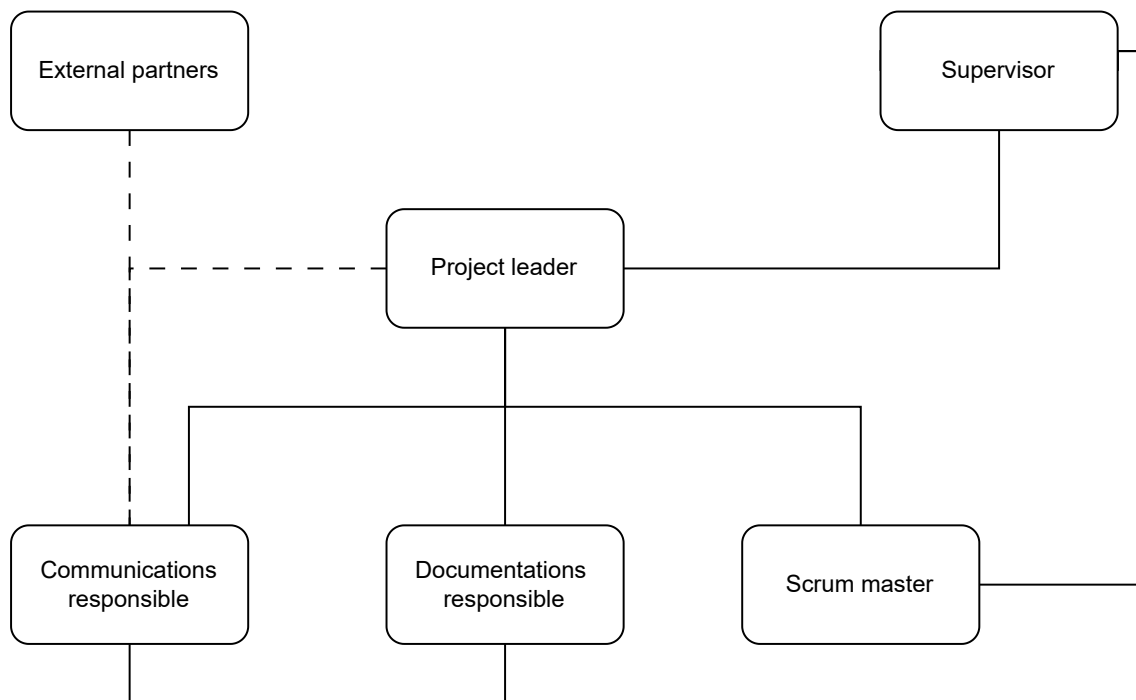 External partners
Supervisor
Project leader
Communications
responsible
Documentations
responsible
Scrum master